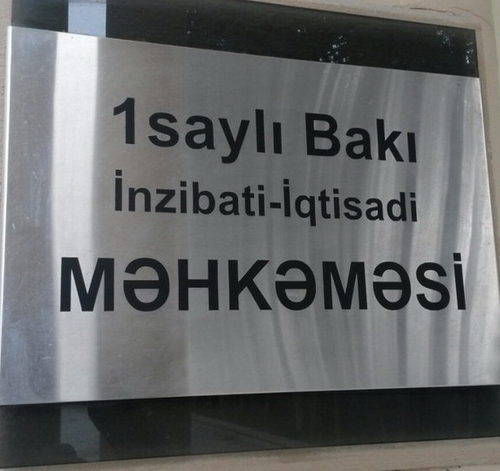 1saylı Bakı
İnzibati-İqtisadi
MƏHKƏMƏSİ